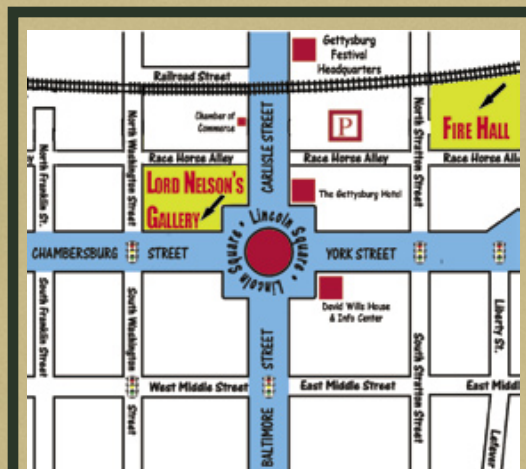 Gettysburg
Festival
Headquarters
Railroad Street
Chamber of
Commerce
CARLISLE STREET
P
FIRE HALL
North Franklin St.
North Washington Street
North Stratton Street
Race Horse Alley
Race Horse Alley
Race Horse All
LORD NELSON'S
GALLERY
The Gettysburg Hotel
Lincoln Square • Lincoln Square •
CHAMBERSBURG STREET
YORK STREET
David Wills House
& Info Center
South Franklin Street
South Washington Street
South Stratton Street
Liberty St.
West Middle Street
East Middle Street
East Midd
BALTIMORE STREET
Lefever